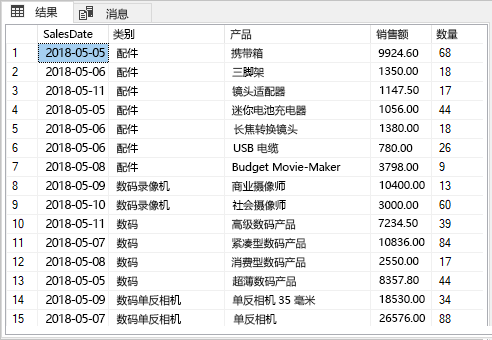 结果 消息
SalesDate 类别 产品 销售额 数量
1 2018-05-05 配件 携带箱 9924.60 68
2 2018-05-06 配件 三脚架 1350.00 18
3 2018-05-11 配件 镜头适配器 1147.50 17
4 2018-05-05 配件 迷你电池充电器 1056.00 44
5 2018-05-06 配件 长焦转换镜头 1380.00 18
6 2018-05-06 配件 USB 电缆 780.00 26
7 2018-05-08 配件 Budget Movie-Maker 3798.00 9
8 2018-05-09 数码录像机 商业摄像师 10400.00 13
9 2018-05-10 数码录像机 社会摄像师 3000.00 60
10 2018-05-11 数码 高级数码产品 7234.50 39
11 2018-05-07 数码 紧凑型数码产品 10836.00 84
12 2018-05-08 数码 消费型数码产品 2550.00 17
13 2018-05-05 数码 超薄数码产品 8357.80 44
14 2018-05-09 数码单反相机 单反相机 35 毫米 18530.00 34
15 2018-05-07 数码单反相机 单反相机 26576.00 88